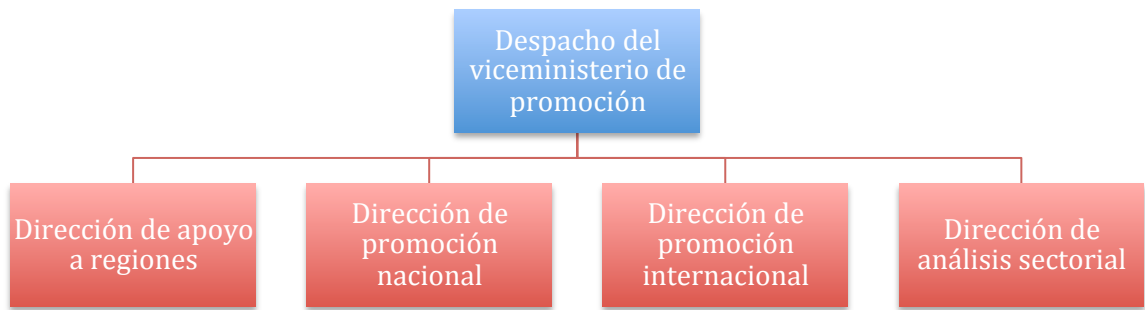 Despacho del
viceministerio de
promoción
Dirección de apoyo
a regiones
Dirección de
promoción
nacional
Dirección de
promoción
internacional
Dirección de
análisis sectorial